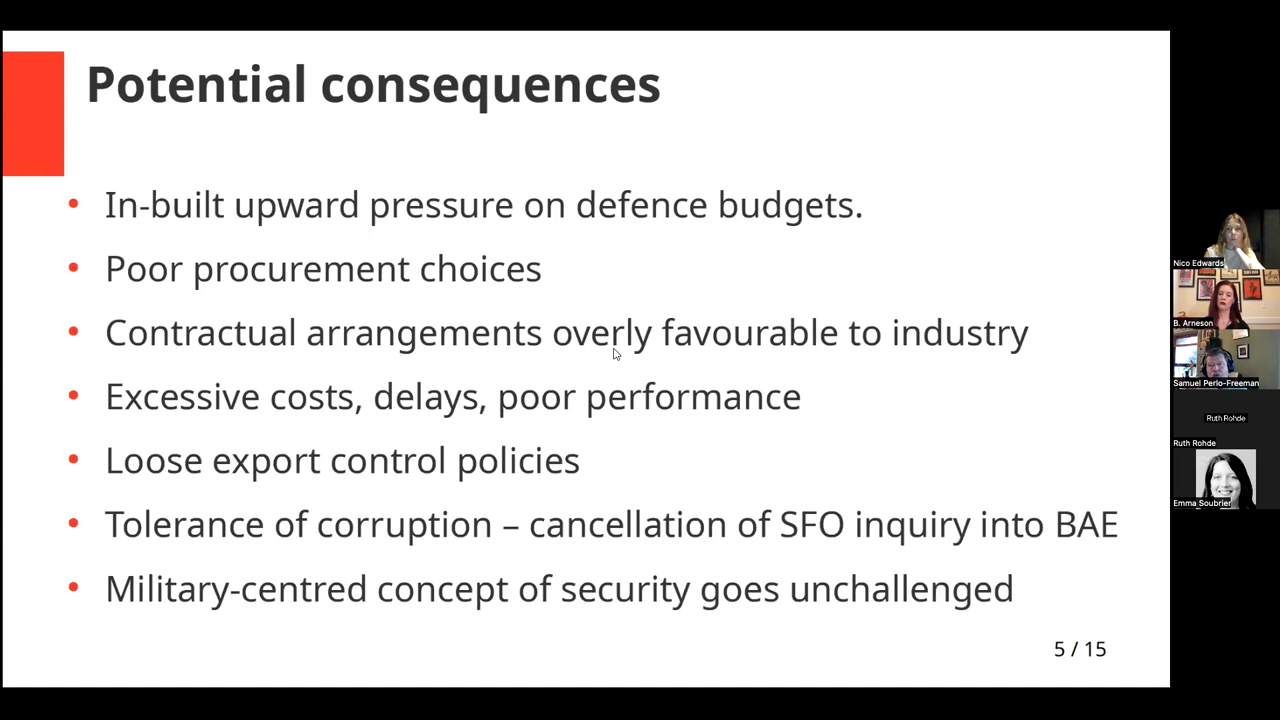 Potential consequences
In-built upward pressure on defence budgets.
Poor procurement choices
Contractual arrangements overly favourable to industry
Excessive costs, delays, poor performance
Loose export control policies
Tolerance of corruption – cancellation of SFO inquiry into BAE
Military-centred concept of security goes unchallenged
5 / 15
Nico Edwards
B. Arneson
Samuel Perlo-Freeman
Ruth Rohde
Ruth Rohde
Emma Soubrier